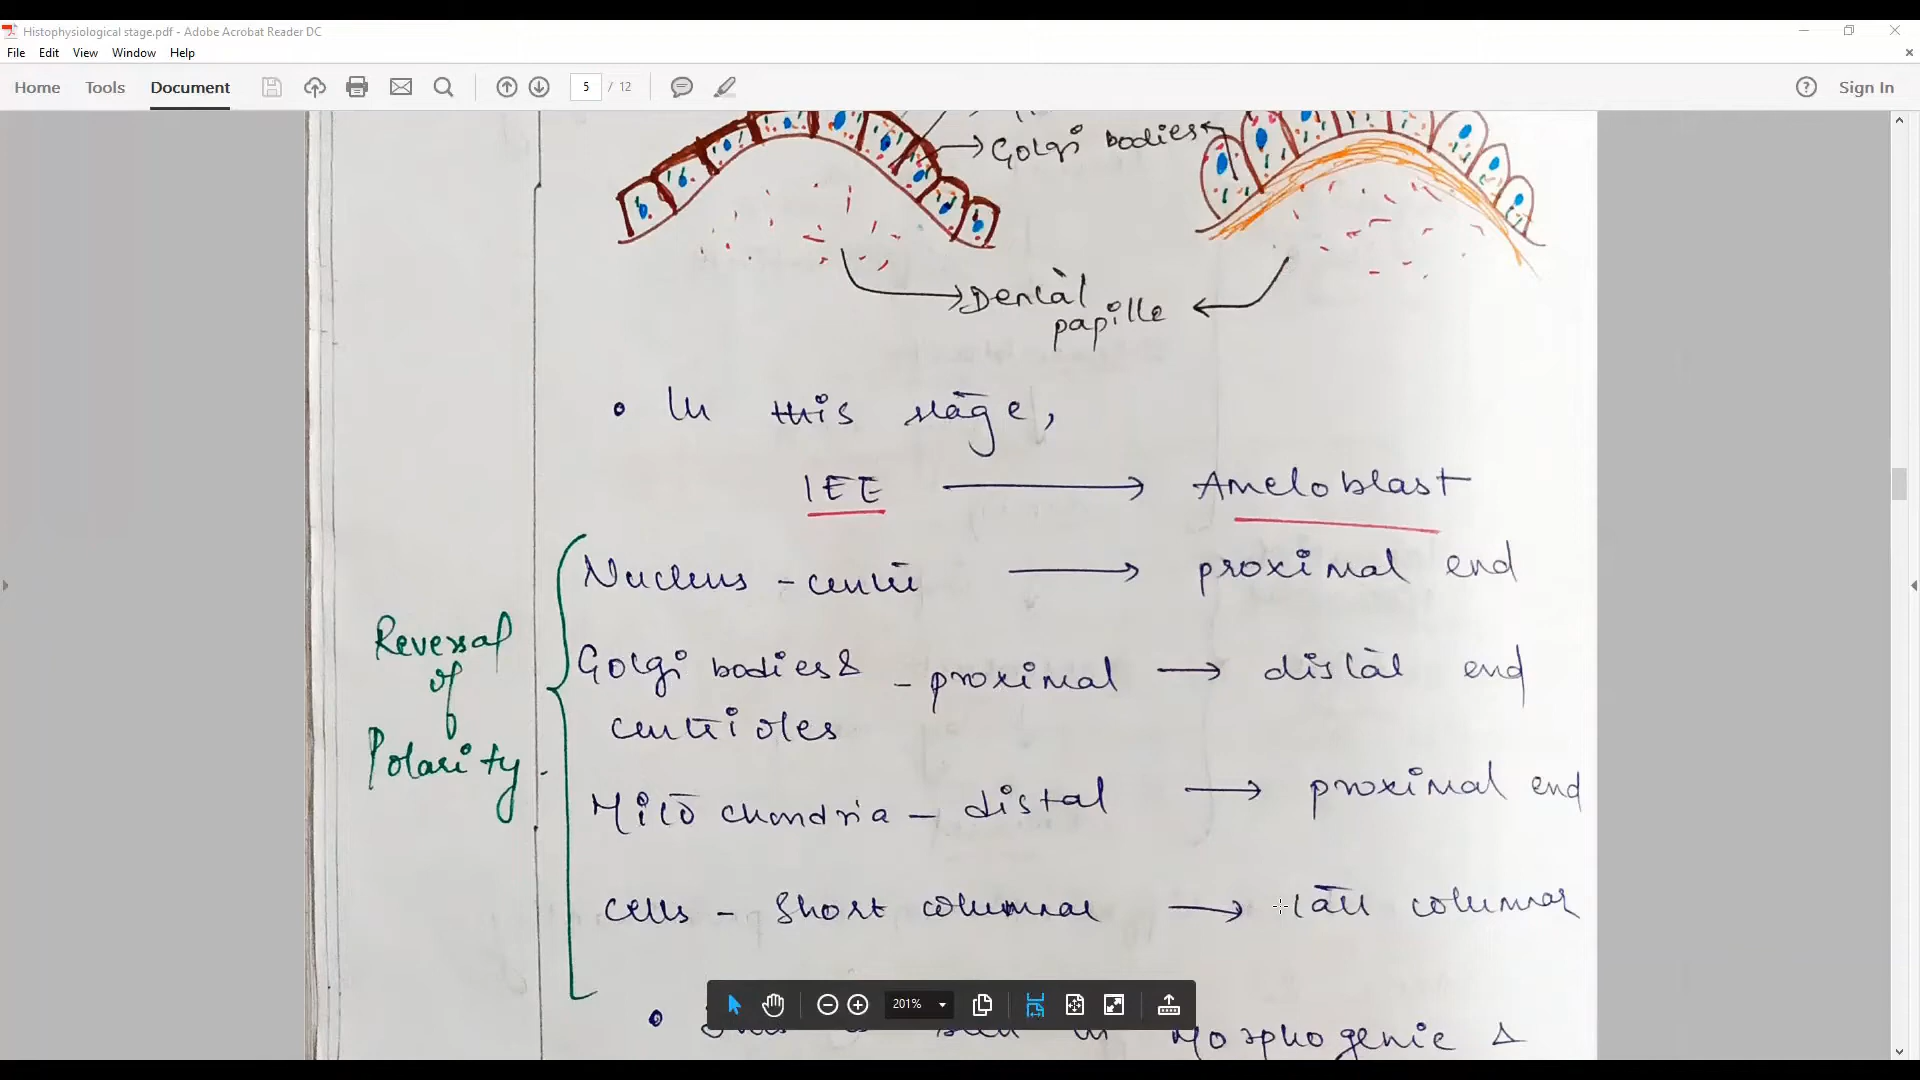 Histophysiological stage.pdf - Adobe Acrobat Reader DC
File Edit View Window Help
Home Tools Document 5 / 12 Sign In
Golgi bodies
Dental
papille
• In this stage,
IEE → Ameloblast
Nucleus - centre → proximal end
Golgi bodies & - proximal → distal end
centrioles
Mitochondria - distal → proximal end
cells - Short columnar → tall columnar
Reversal
of
Polarity
201%
in Morphogenic &